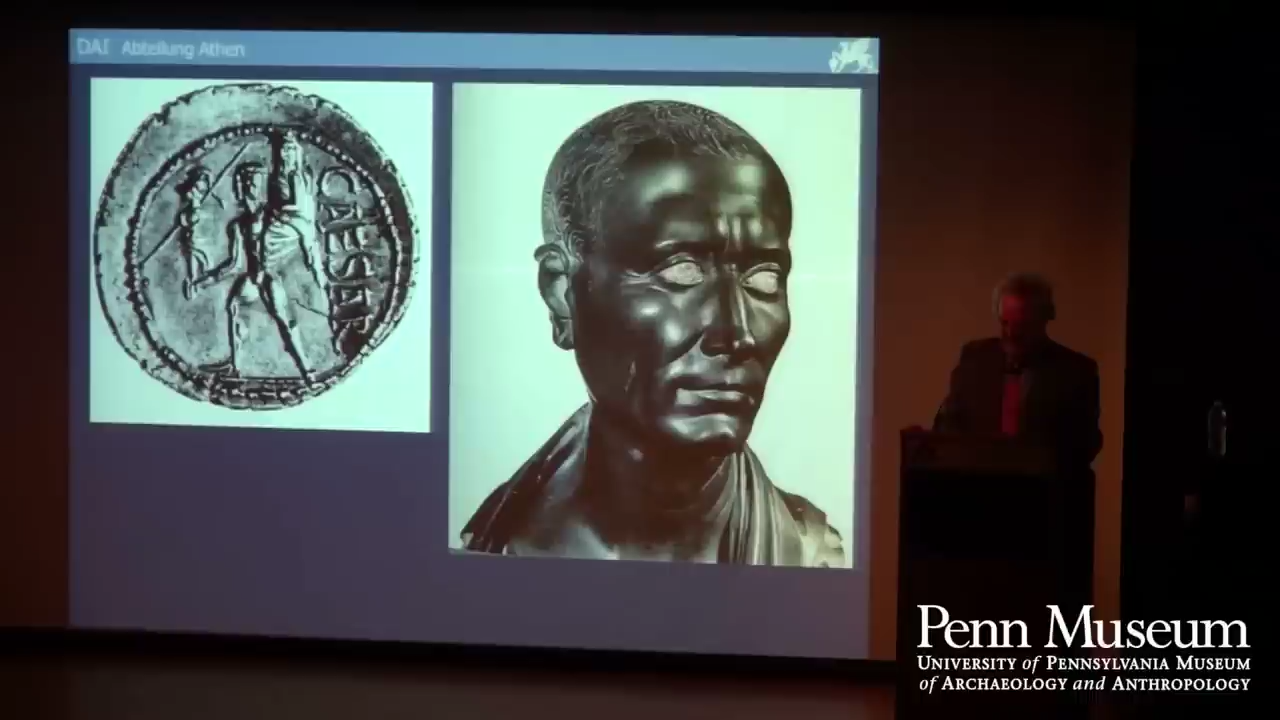 DAI Abteilung Athen
CAESAR
Penn Museum
UNIVERSITY of PENNSYLVANIA MUSEUM
of ARCHAEOLOGY and ANTHROPOLOGY